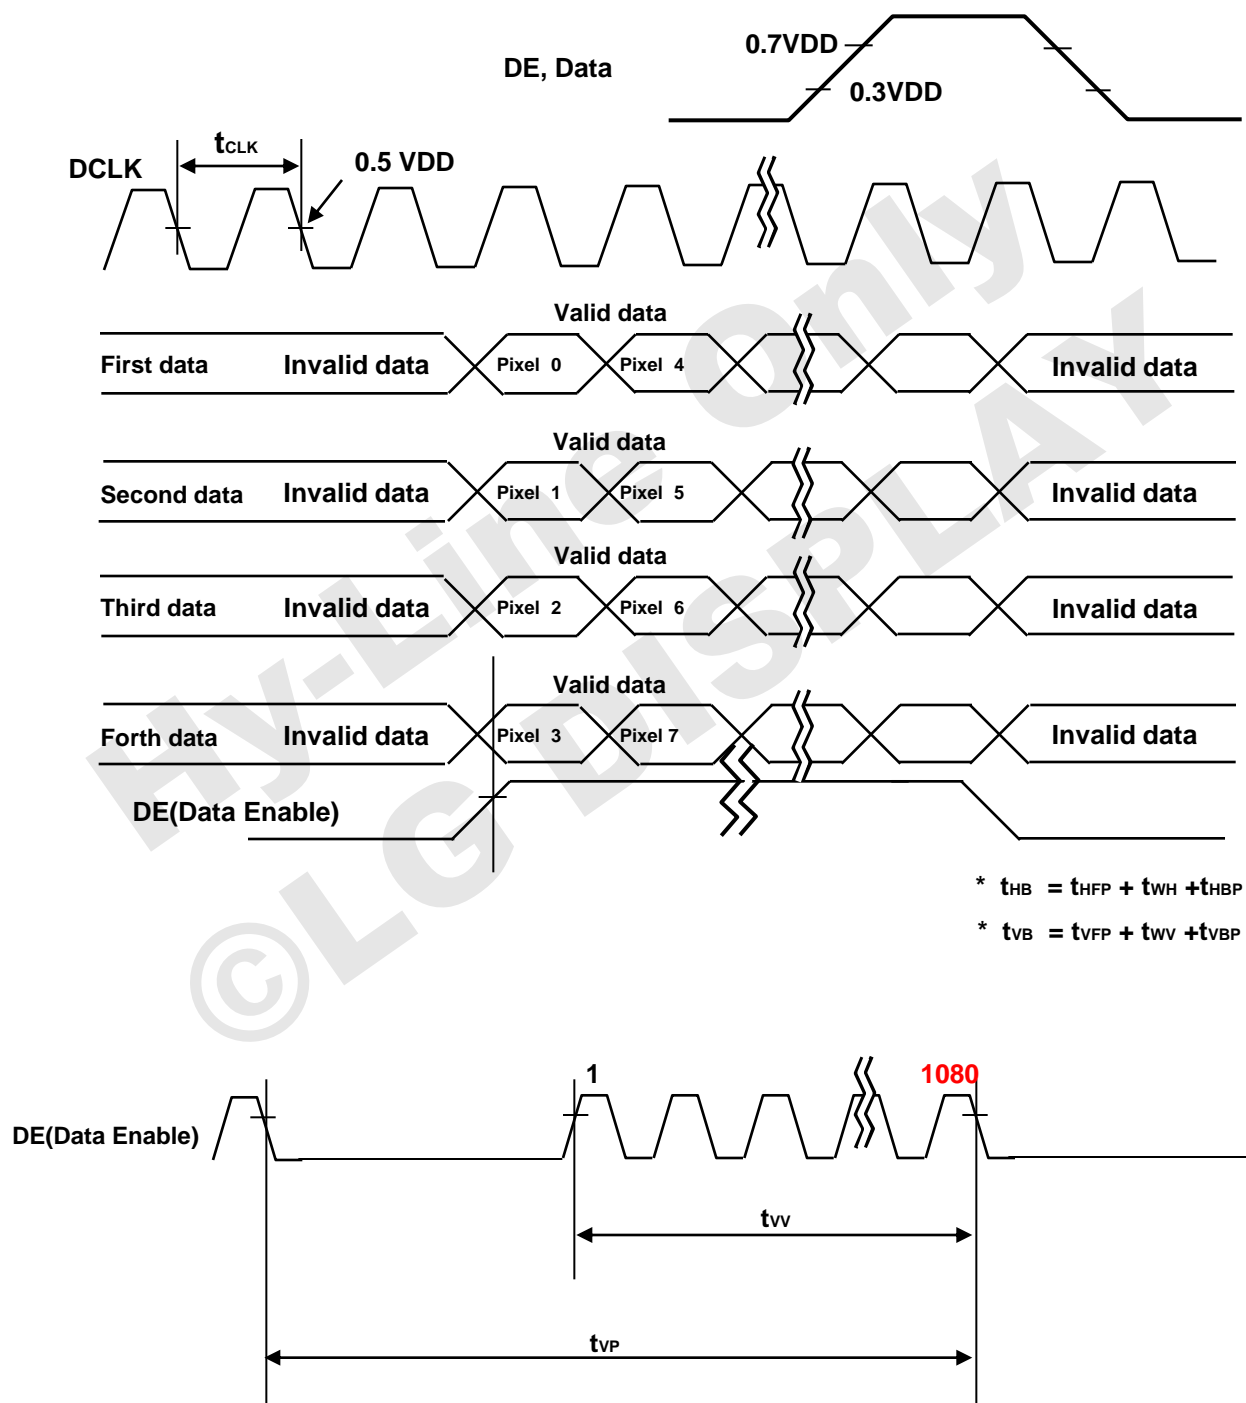 0.7VDD
DE, Data
0.3VDD
tCLK
DCLK
0.5 VDD
Valid data
First data Invalid data Pixel 0 Pixel 4 Invalid data
Valid data
Second data Invalid data Pixel 1 Pixel 5 Invalid data
Valid data
Third data Invalid data Pixel 2 Pixel 6 Invalid data
Valid data
Forth data Invalid data Pixel 3 Pixel 7 Invalid data
DE(Data Enable)
* tHB = tHFP + tWH +tHBP
* tVB = tVFP + tWV +tVBP
1 1080
DE(Data Enable)
tVV
tVP
Hy-Line Only
©LG DISPLAY